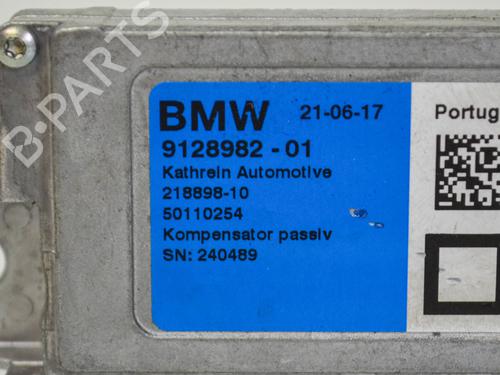 B-PARTS
BMW 21-06-17 Portug
9128982-01
Kathrein Automotive
218898-10
50110254
Kompensator passiv
SN: 240489